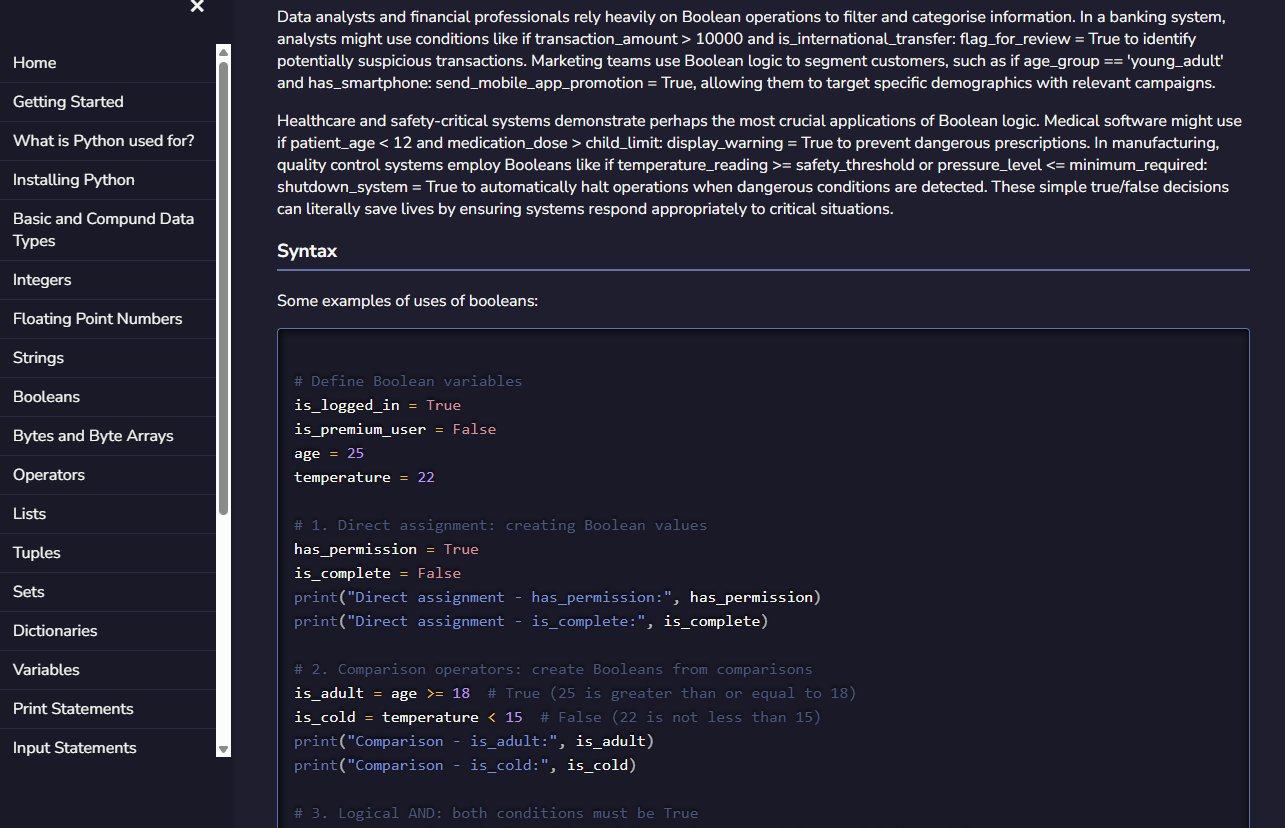 ×
Home
Getting Started
What is Python used for?
Installing Python
Basic and Compund Data
Types
Integers
Floating Point Numbers
Strings
Booleans
Bytes and Byte Arrays
Operators
Lists
Tuples
Sets
Dictionaries
Variables
Print Statements
Input Statements
Data analysts and financial professionals rely heavily on Boolean operations to filter and categorise information. In a banking system,
analysts might use conditions like if transaction_amount > 10000 and is_international_transfer: flag_for_review = True to identify
potentially suspicious transactions. Marketing teams use Boolean logic to segment customers, such as if age_group == 'young_adult'
and has_smartphone: send_mobile_app_promotion = True, allowing them to target specific demographics with relevant campaigns.
Healthcare and safety-critical systems demonstrate perhaps the most crucial applications of Boolean logic. Medical software might use
if patient_age < 12 and medication_dose > child_limit: display_warning = True to prevent dangerous prescriptions. In manufacturing,
quality control systems employ Booleans like if temperature_reading >= safety_threshold or pressure_level <= minimum_required:
shutdown_system = True to automatically halt operations when dangerous conditions are detected. These simple true/false decisions
can literally save lives by ensuring systems respond appropriately to critical situations.
Syntax
Some examples of uses of booleans:
# Define Boolean variables
is_logged_in = True
is_premium_user = False
age = 25
temperature = 22
# 1. Direct assignment: creating Boolean values
has_permission = True
is_complete = False
print("Direct assignment - has_permission:", has_permission)
print("Direct assignment - is_complete:", is_complete)
# 2. Comparison operators: create Booleans from comparisons
is_adult = age >= 18  # True (25 is greater than or equal to 18)
is_cold = temperature < 15  # False (22 is not less than 15)
print("Comparison - is_adult:", is_adult)
print("Comparison - is_cold:", is_cold)
# 3. Logical AND: both conditions must be True